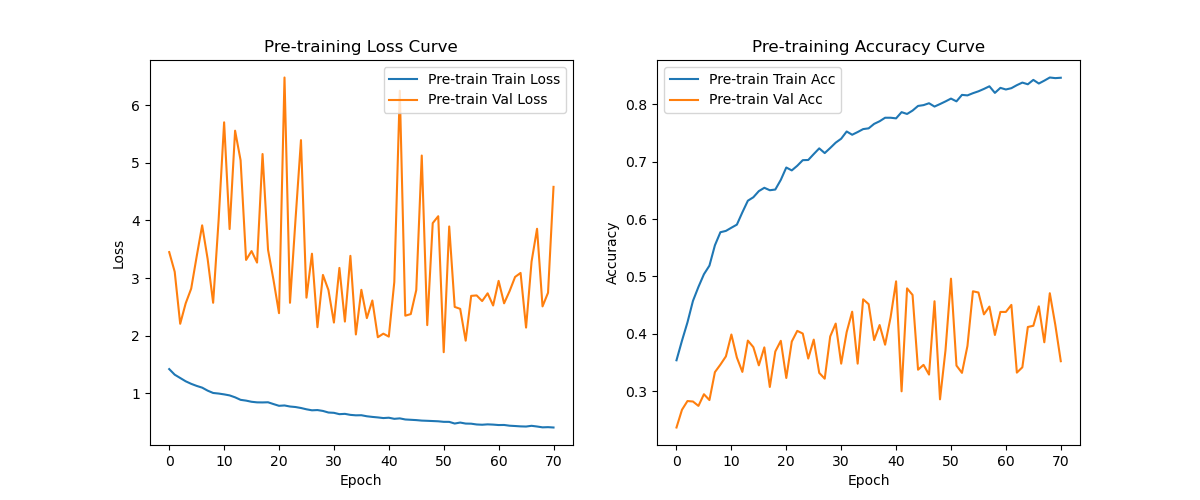 Pre-training Loss Curve
Pre-train Train Loss
Pre-train Val Loss
6
5
4
3
2
1
Loss
0 10 20 30 40 50 60 70
Epoch
Pre-training Accuracy Curve
Pre-train Train Acc
Pre-train Val Acc
0.8
0.7
0.6
0.5
0.4
0.3
Accuracy
0 10 20 30 40 50 60 70
Epoch